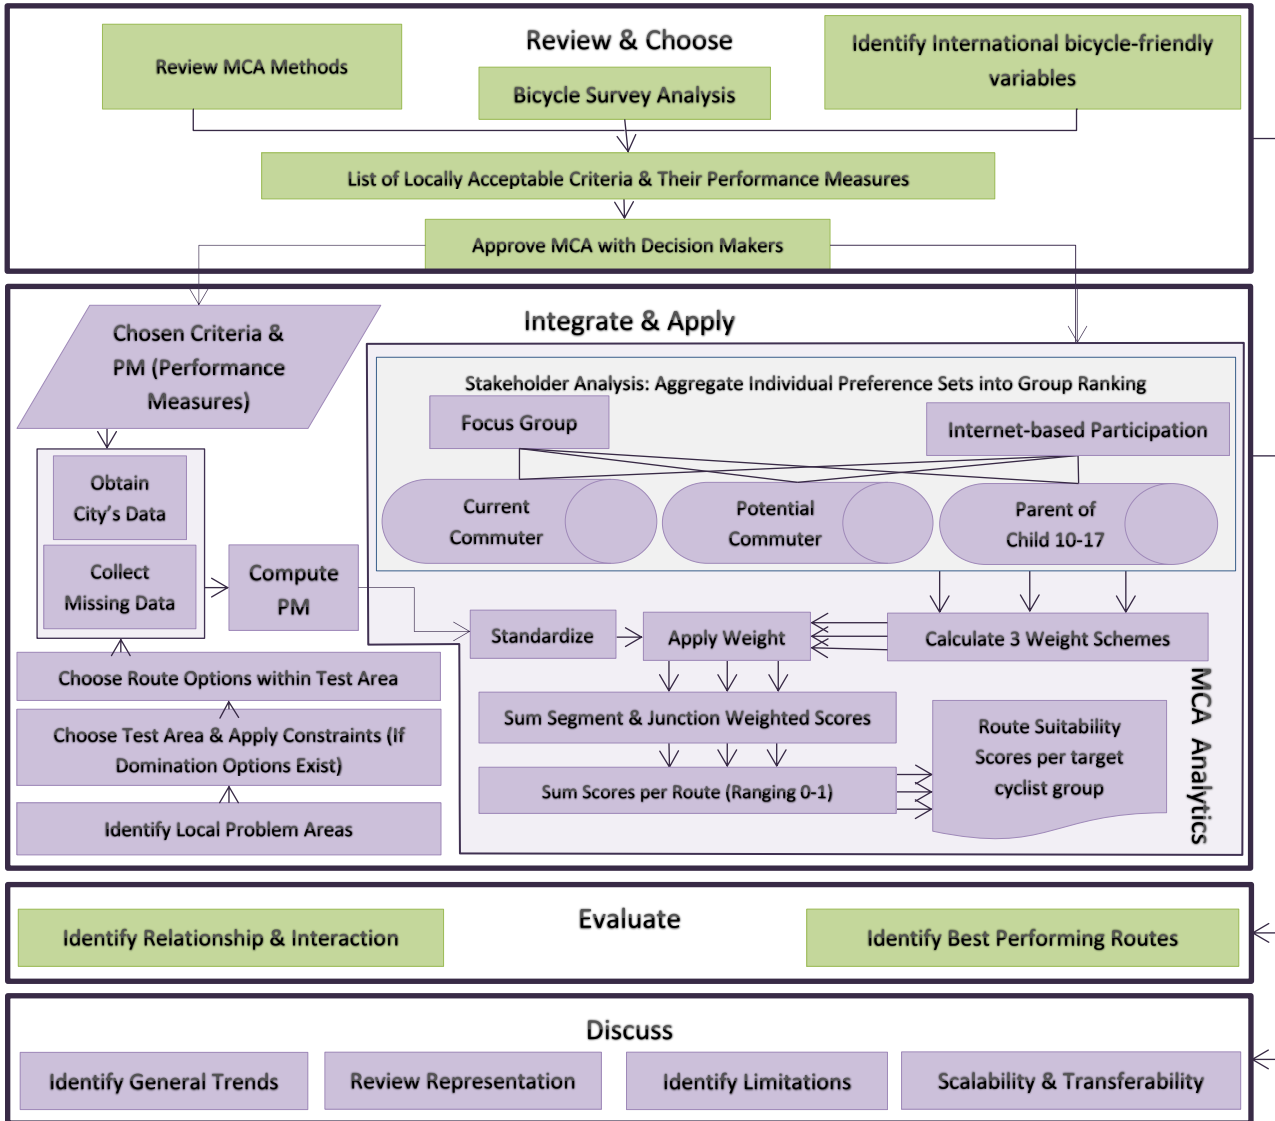 Review & Choose
Review MCA Methods
Bicycle Survey Analysis
Identify International bicycle-friendly
variables
List of Locally Acceptable Criteria & Their Performance Measures
Approve MCA with Decision Makers
Integrate & Apply
Chosen Criteria &
PM (Performance
Measures)
Stakeholder Analysis: Aggregate Individual Preference Sets into Group Ranking
Focus Group
Internet-based Participation
Current
Commuter
Potential
Commuter
Parent of
Child 10-17
Obtain
City's Data
Collect
Missing Data
Compute
PM
Standardize
Apply Weight
Calculate 3 Weight Schemes
Choose Route Options within Test Area
Choose Test Area & Apply Constraints (If
Domination Options Exist)
Identify Local Problem Areas
Sum Segment & Junction Weighted Scores
Sum Scores per Route (Ranging 0-1)
Route Suitability
Scores per target
cyclist group
MCA Analytics
Evaluate
Identify Relationship & Interaction
Identify Best Performing Routes
Discuss
Identify General Trends
Review Representation
Identify Limitations
Scalability & Transferability